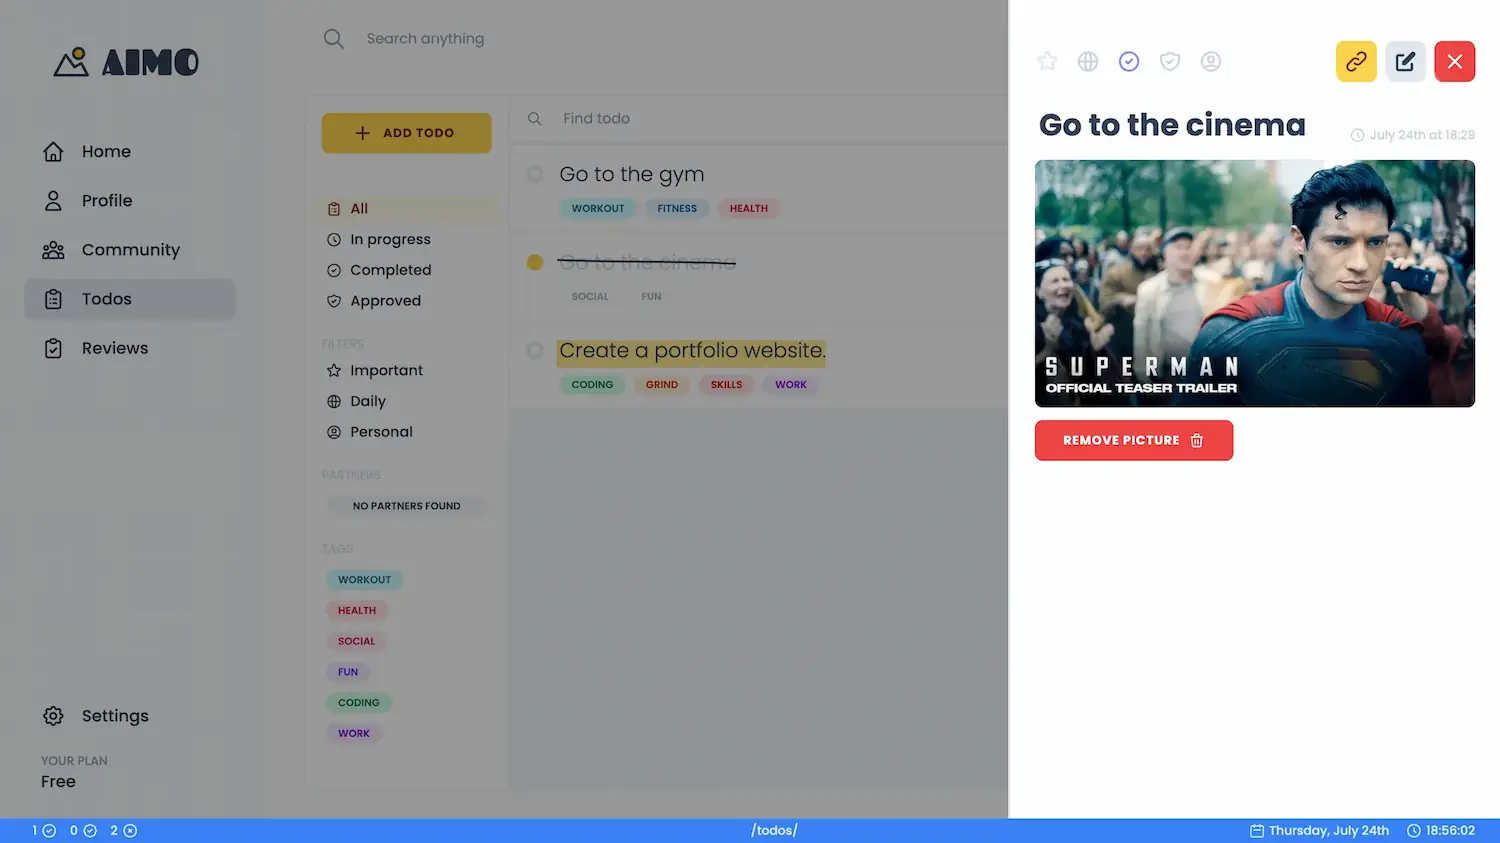 AIMO
Home
Profile
Community
Todos
Reviews
Settings
YOUR PLAN
Free
Search anything
ADD TODO
All
In progress
Completed
Approved
FILTERS
Important
Daily
Personal
PARTNERS
NO PARTNERS FOUND
TAGS
WORKOUT
HEALTH
SOCIAL
FUN
CODING
WORK
Find todo
Go to the gym
WORKOUT FITNESS HEALTH
Go to the cinema
SOCIAL FUN
Create a portfolio website.
CODING GRIND SKILLS WORK
Go to the cinema
July 24th at 18:29
SUPERMAN
OFFICIAL TEASER TRAILER
REMOVE PICTURE
1 0 2
/todos/
Thursday, July 24th 18:56:02